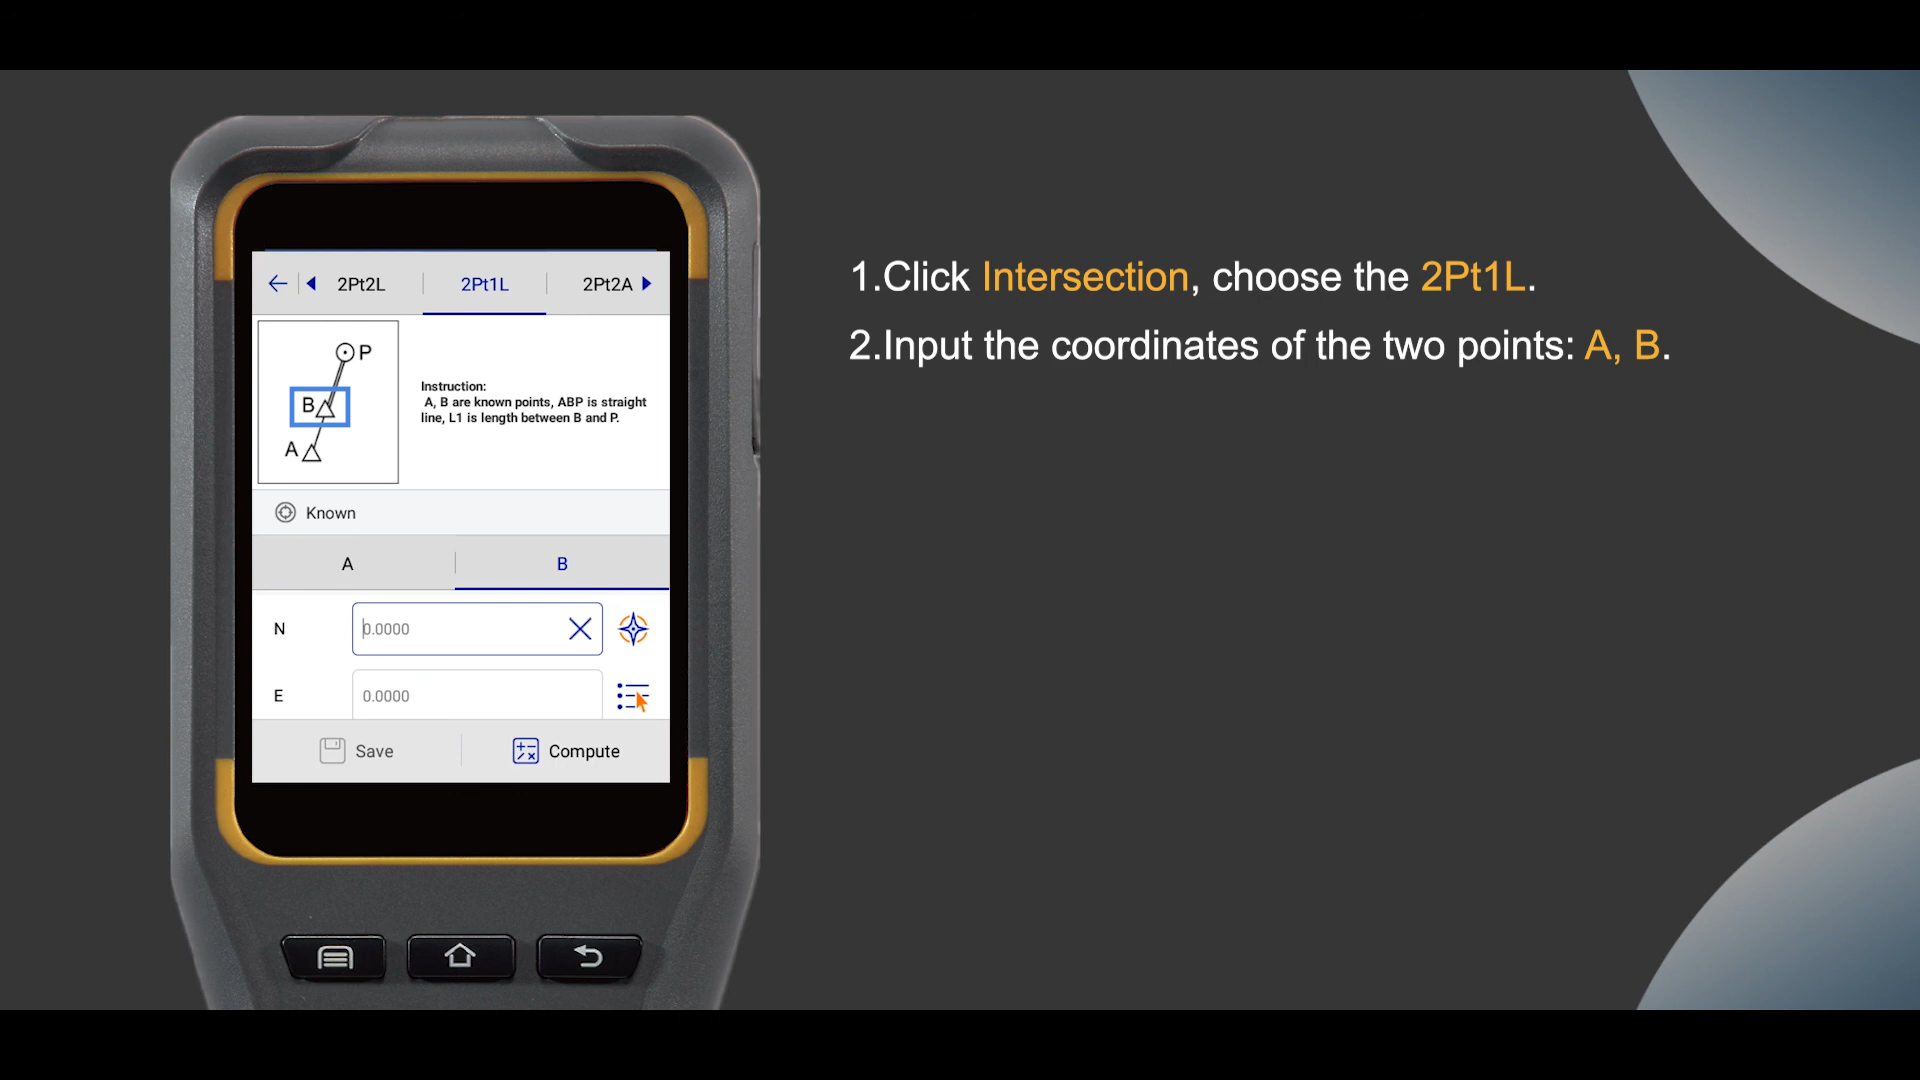 1.Click Intersection, choose the 2Pt1L.
2.Input the coordinates of the two points: A, B.
2Pt2L
2Pt1L
2Pt2A
P
B
A
Instruction:
A, B are known points, ABP is straight
line, L1 is length between B and P.
Known
A
B
N
0.0000
E
0.0000
Save
Compute